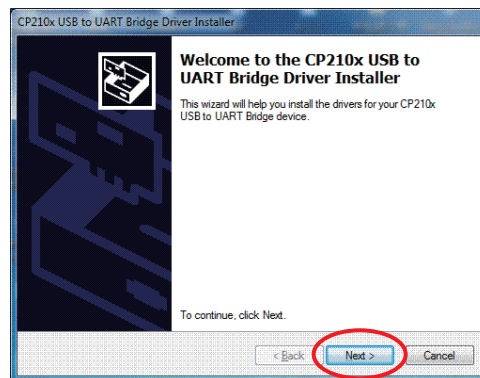 CP210x USB to UART Bridge Driver Installer
Welcome to the CP210x USB to
UART Bridge Driver Installer
This wizard will help you install the drivers for your CP210x
USB to UART Bridge device.
To continue, click Next.
< Back
Next >
Cancel